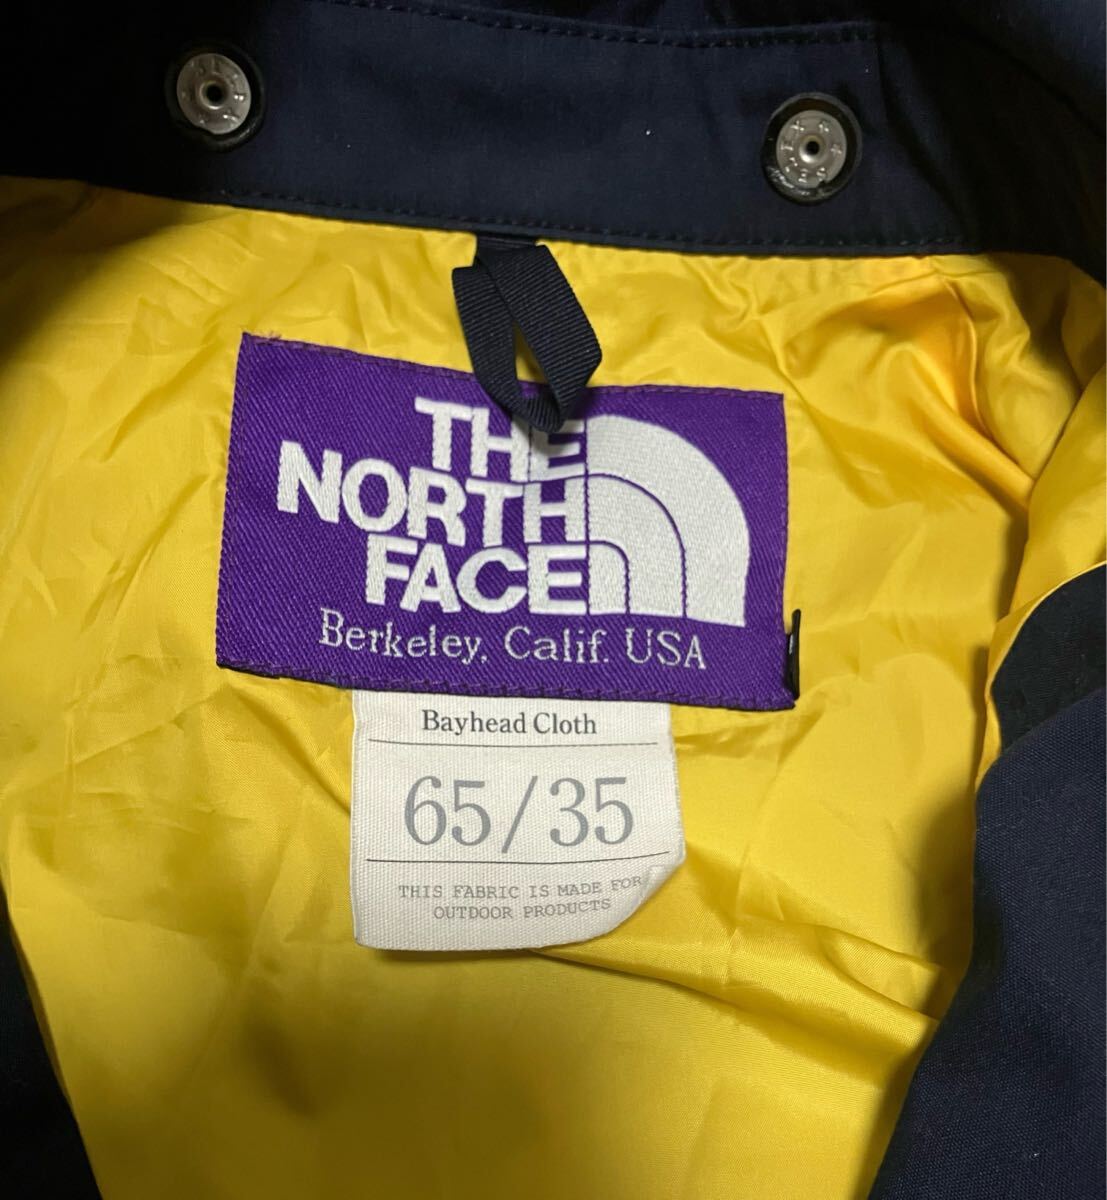 THE
NORTH
FACE
Berkeley, Calif. USA
Bayhead Cloth
65/35
THIS FABRIC IS MADE FOR
OUTDOOR PRODUCTS